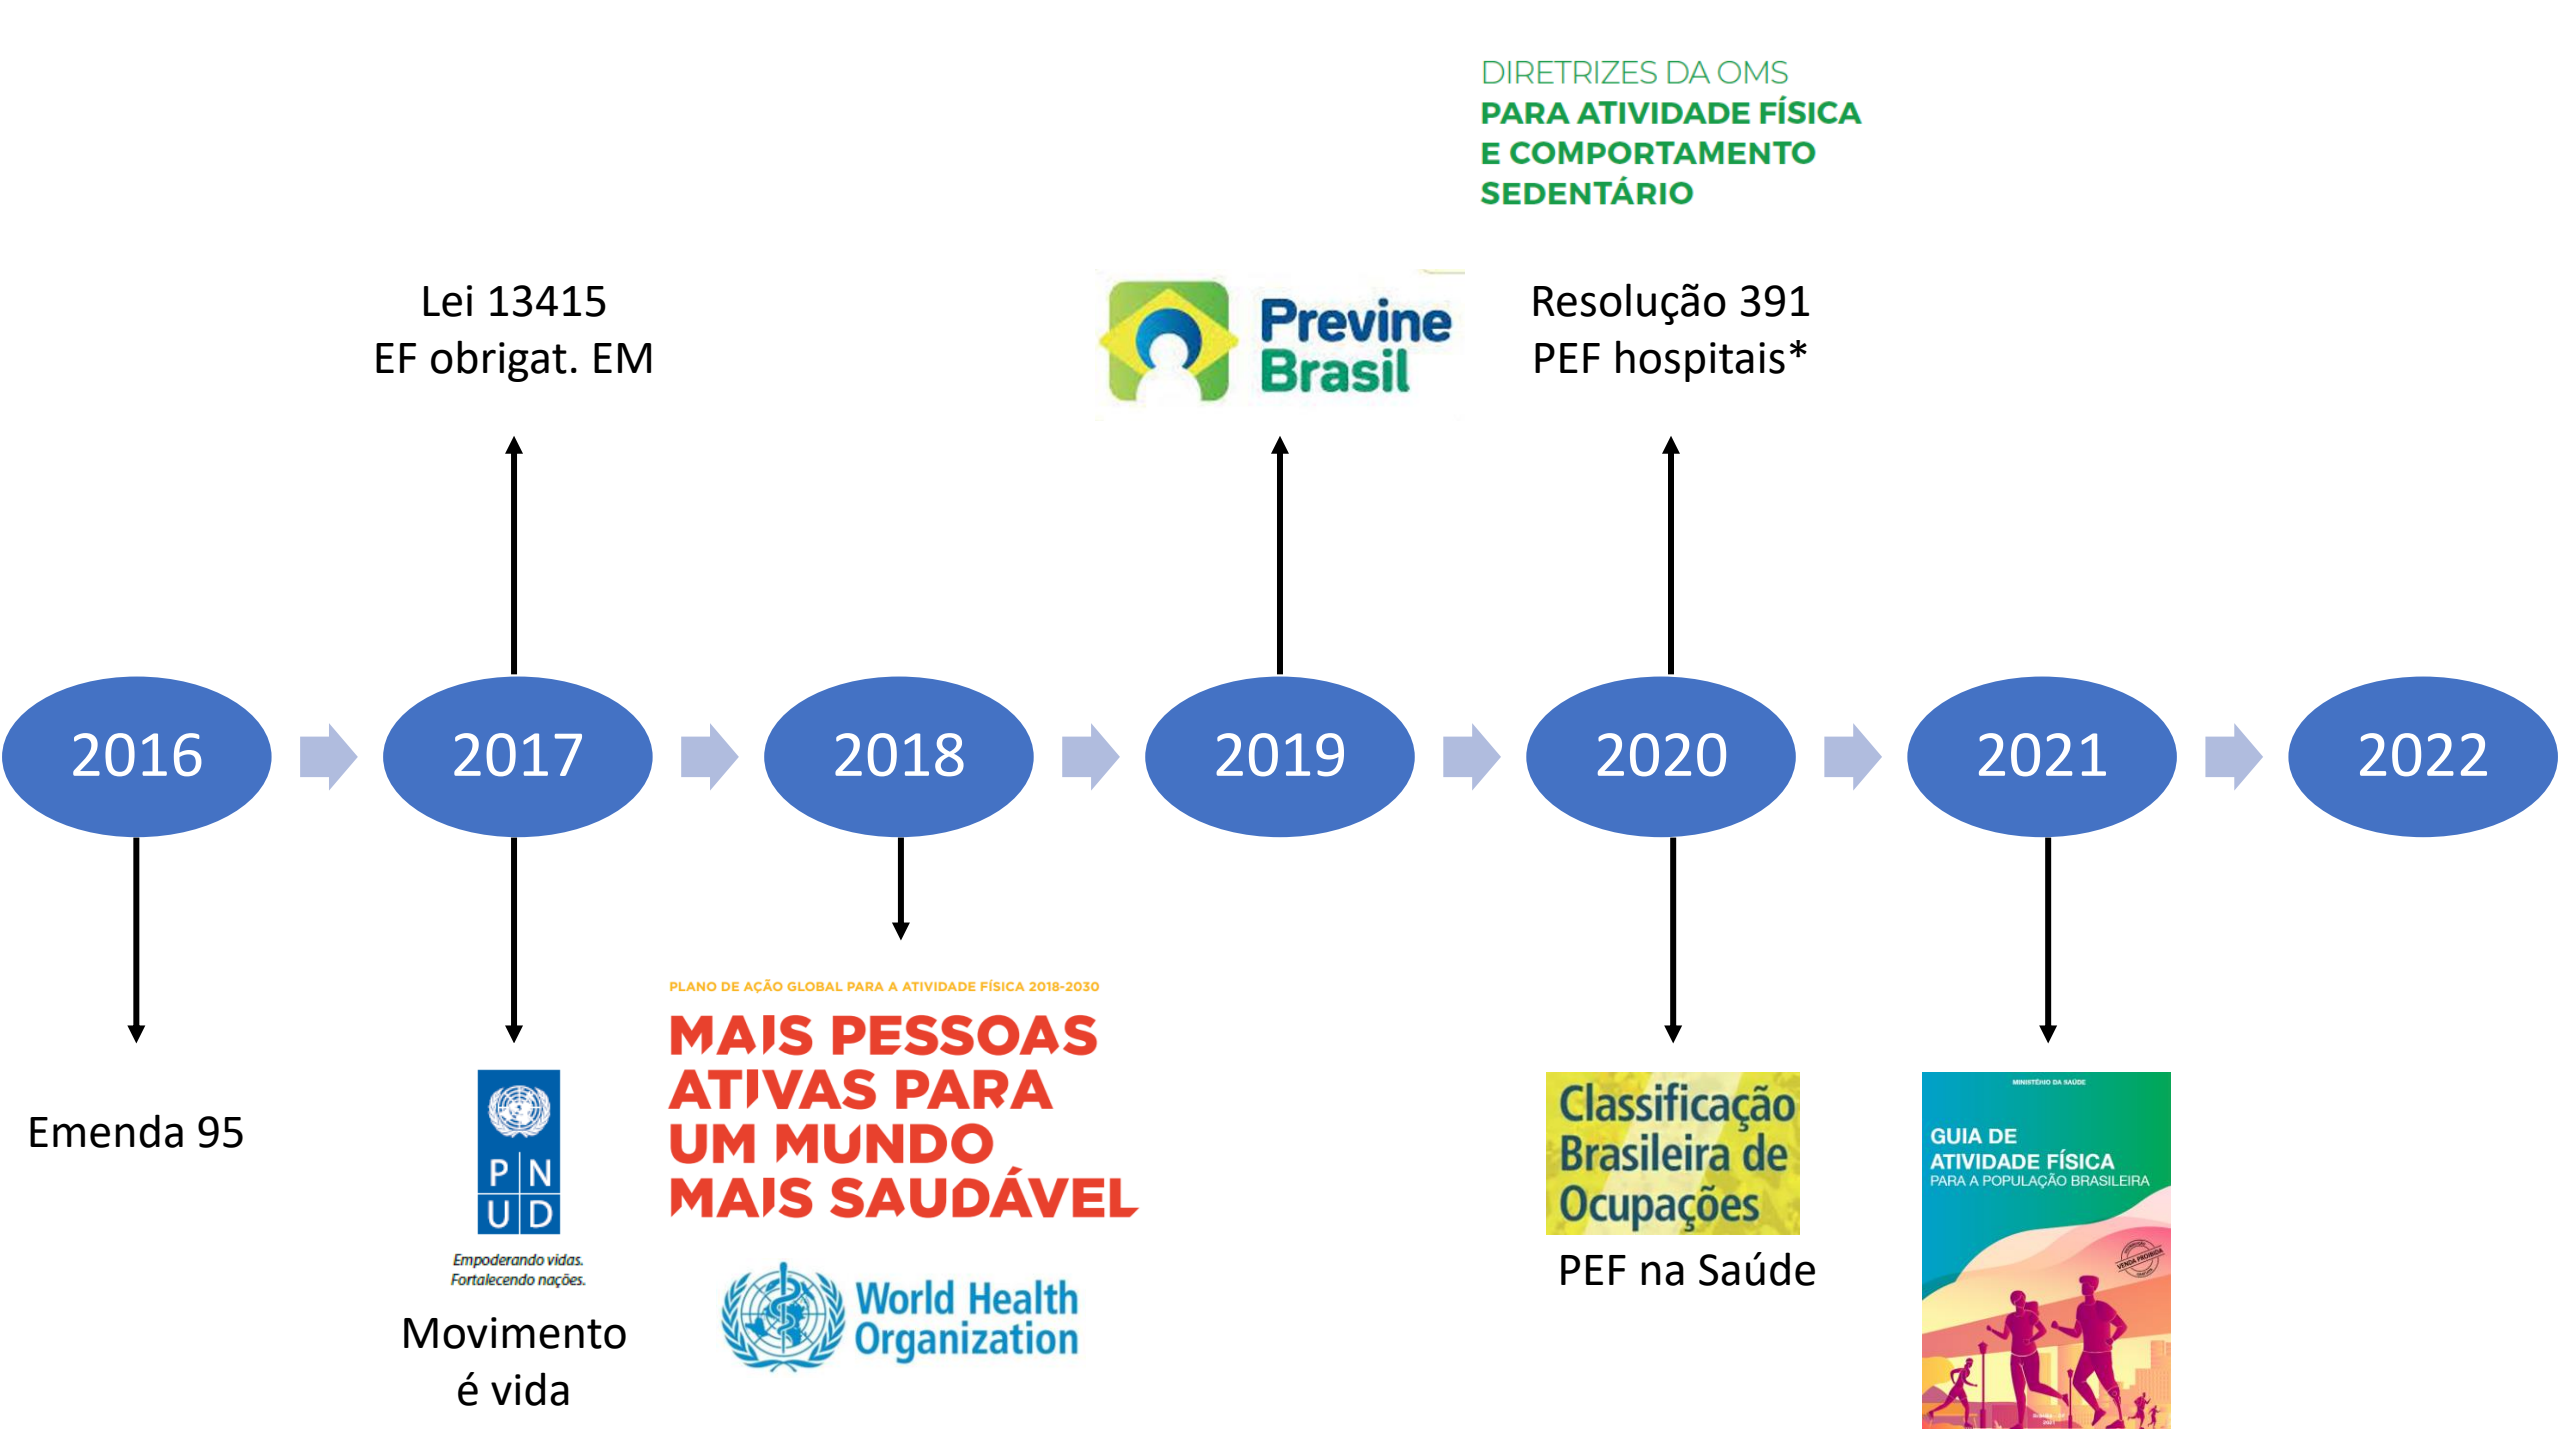 DIRETRIZES DA OMS
PARA ATIVIDADE FÍSICA
E COMPORTAMENTO
SEDENTÁRIO
Lei 13415
EF obrigat. EM
Previne
Brasil
Resolução 391
PEF hospitais*
2016
2017
2018
2019
2020
2021
2022
Emenda 95
P N
U D
Empoderando vidas.
Fortalecendo nações.
Movimento
é vida
PLANO DE AÇÃO GLOBAL PARA A ATIVIDADE FÍSICA 2018-2030
MAIS PESSOAS
ATIVAS PARA
UM MUNDO
MAIS SAUDÁVEL
World Health
Organization
Classificação
Brasileira de
Ocupações
PEF na Saúde
MINISTÉRIO DA SAÚDE
GUIA DE
ATIVIDADE FÍSICA
PARA A POPULAÇÃO BRASILEIRA
VENDA PROIBIDA
2021